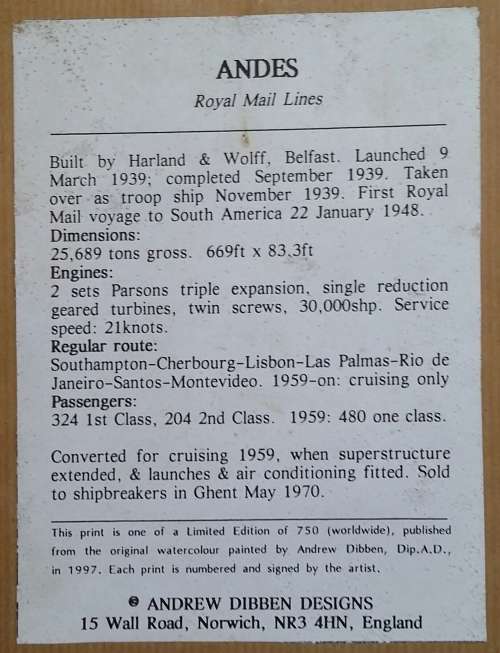 ANDES
Royal Mail Lines
Built by Harland & Wolff, Belfast. Launched 9
March 1939; completed September 1939. Taken
over as troop ship November 1939. First Royal
Mail voyage to South America 22 January 1948.
Dimensions:
25,689 tons gross. 669ft x 83.3ft
Engines:
2 sets Parsons triple expansion, single reduction
geared turbines, twin screws, 30,000shp. Service
speed: 21knots.
Regular route:
Southampton-Cherbourg-Lisbon-Las Palmas-Rio de
Janeiro-Santos-Montevideo. 1959-on: cruising only
Passengers:
324 1st Class, 204 2nd Class. 1959: 480 one class.
Converted for cruising 1959, when superstructure
extended, & launches & air conditioning fitted. Sold
to shipbreakers in Ghent May 1970.
This print is one of a Limited Edition of 750 (worldwide), published
from the original watercolour painted by Andrew Dibben, Dip.A.D.,
in 1997. Each print is numbered and signed by the artist.
© ANDREW DIBBEN DESIGNS
15 Wall Road, Norwich, NR3 4HN, England